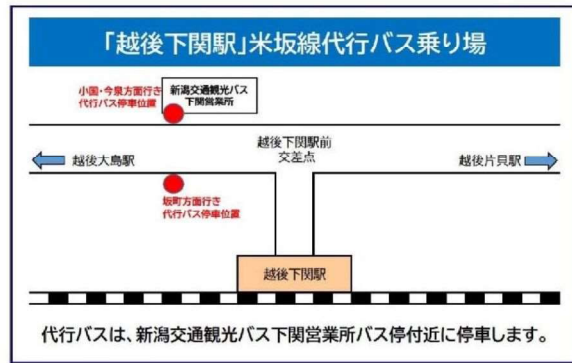 「越後下関駅」米坂線代行バス乗り場
小国・今泉方面行き
代行バス停車位置
新潟交通観光バス
下関営業所
越後下関駅前
交差点
越後大島駅
越後片貝駅
坂町方面行き
代行バス停車位置
越後下関駅
代行バスは、新潟交通観光バス下関営業所バス停付近に停車します。